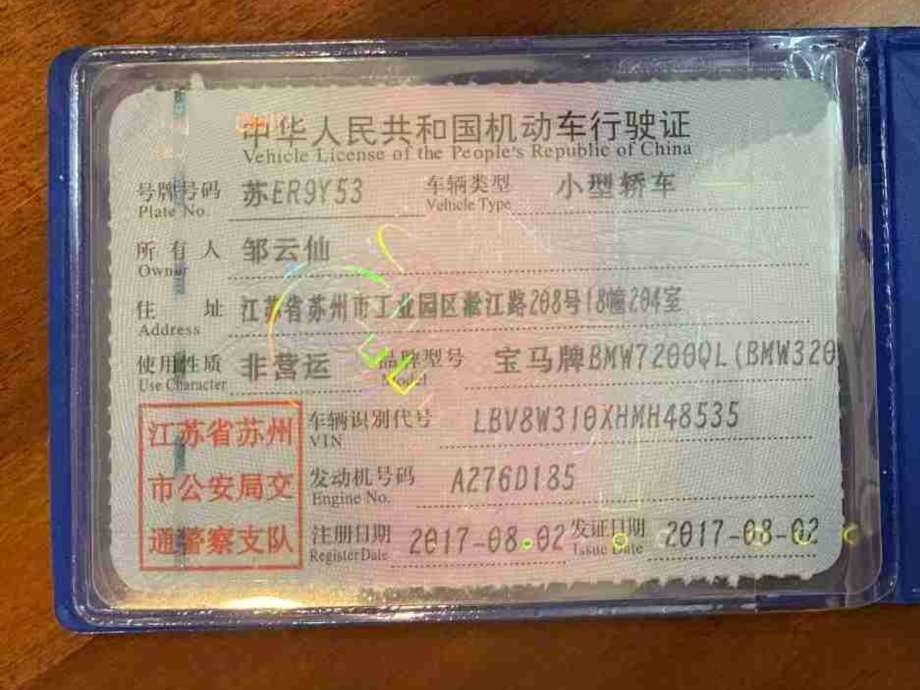 中华人民共和国机动车行驶证
Vehicle License of the People's Republic of China
号牌号码 苏ER9Y53 车辆类型 小型轿车
Plate No. Vehicle Type
所有人 邹云仙
Owner
住址 江苏省苏州市工业园区淞江路208号18幢204室
Address
使用性质 非营运 品牌型号 宝马牌BMW7200QL(BMW320
Use Character Model
江苏省苏州 车辆识别代号 LBV8W310XHMH48535
VIN
市公安局交 发动机号码 A276D185
Engine No.
通警察支队 注册日期 2017-08-02 发证日期 2017-08-02
Register Date Issue Date